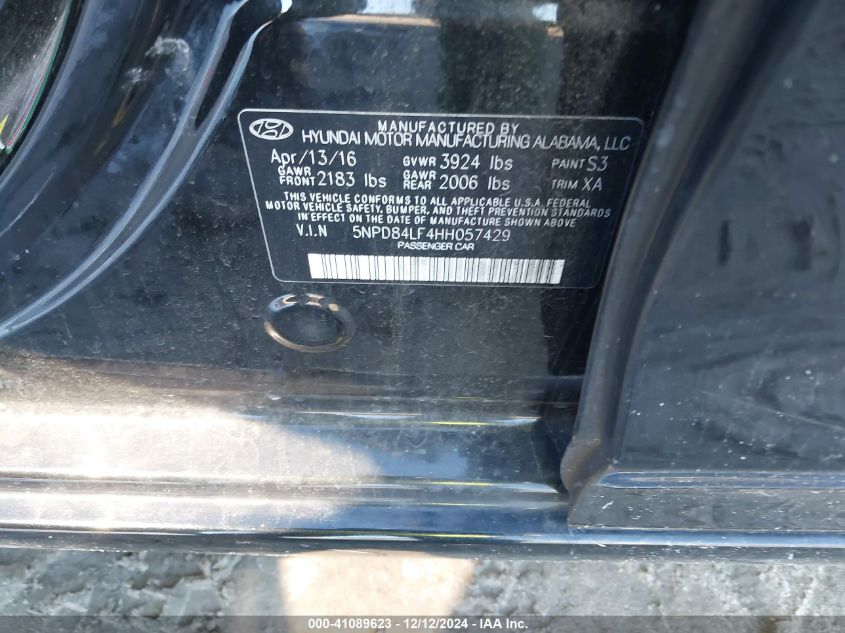 MANUFACTURED BY
HYUNDAI MOTOR MANUFACTURING ALABAMA, LLC
Apr/13/16 GVWR 3924 lbs PAINT S3
GAWR FRONT 2183 lbs GAWR REAR 2006 lbs TRIM XA
THIS VEHICLE CONFORMS TO ALL APPLICABLE U.S.A. FEDERAL
MOTOR VEHICLE SAFETY, BUMPER, AND THEFT PREVENTION STANDARDS
IN EFFECT ON THE DATE OF MANUFACTURE SHOWN ABOVE
V.I.N 5NPD84LF4HH057429
PASSENGER CAR
000-41089623 - 12/12/2024 - IAA Inc.